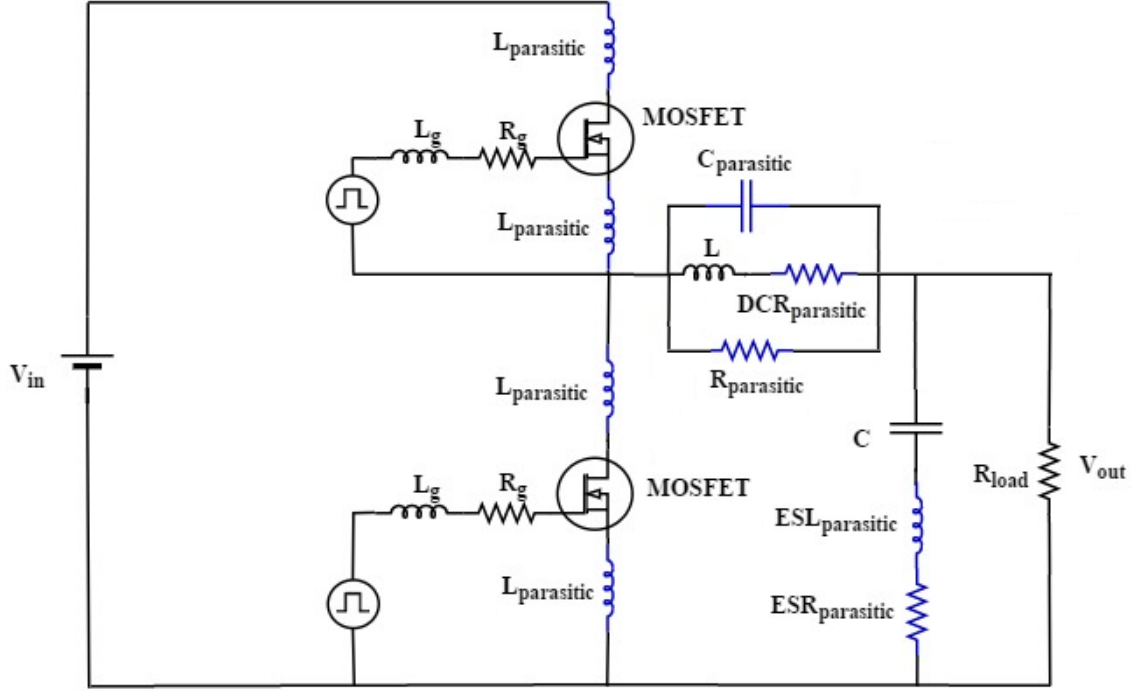 Lparasitic
MOSFET
Lg
Rg
Cparasitic
Lparasitic
L
DCRparasitic
Vin
Lparasitic
Rparasitic
C
Lg
Rg
MOSFET
Rload
Vout
ESLparasitic
Lparasitic
ESRparasitic